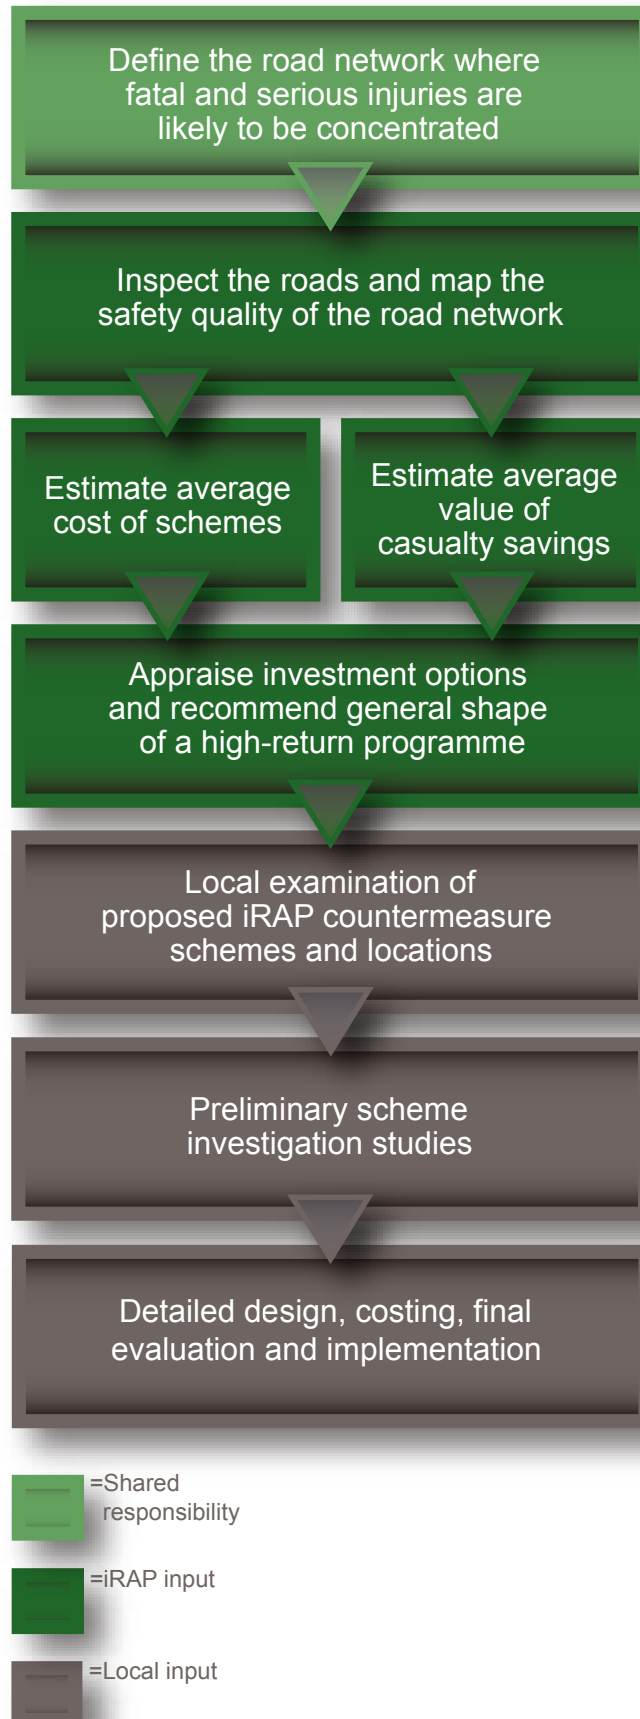 Define the road network where
fatal and serious injuries are
likely to be concentrated
Inspect the roads and map the
safety quality of the road network
Estimate average
cost of schemes
Estimate average
value of
casualty savings
Appraise investment options
and recommend general shape
of a high-return programme
Local examination of
proposed iRAP countermeasure
schemes and locations
Preliminary scheme
investigation studies
Detailed design, costing, final
evaluation and implementation
=Shared
responsibility
=iRAP input
=Local input